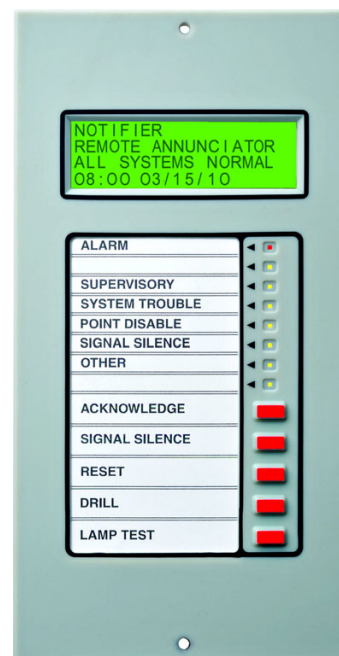 NOTIFIER
REMOTE ANNUNCIATOR
ALL SYSTEMS NORMAL
08:00 03/15/10
ALARM
SUPERVISORY
SYSTEM TROUBLE
POINT DISABLE
SIGNAL SILENCE
OTHER
ACKNOWLEDGE
SIGNAL SILENCE
RESET
DRILL
LAMP TEST